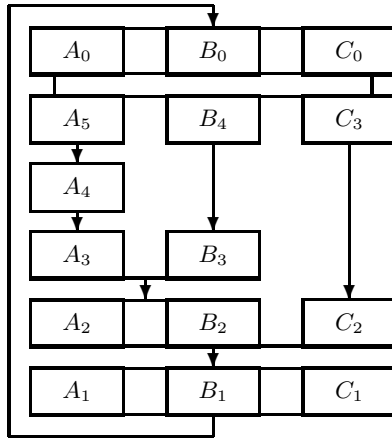 A₀ B₀ C₀
A₅ B₄ C₃
A₄
A₃ B₃
A₂ B₂ C₂
A₁ B₁ C₁